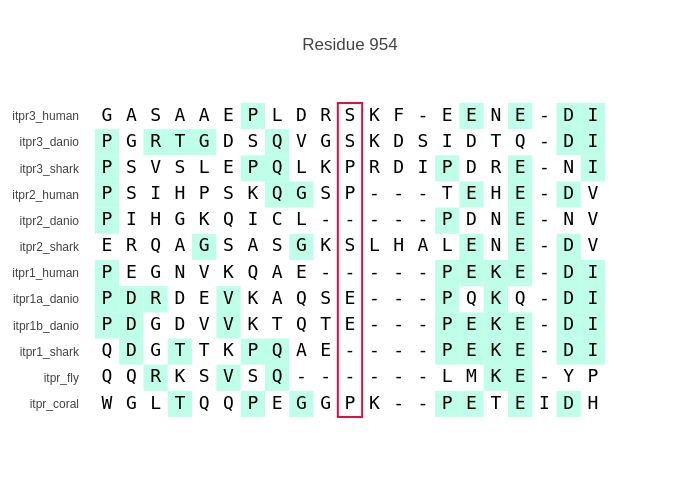 Residue 954
itpr3_human G A S A A E P L D R S K F - E E N E - D I
itpr3_danio P G R T G D S Q V G S K D S I D T Q - D I
itpr3_shark P S V S L E P Q L K P R D I P D R E - N I
itpr2_human P S I H P S K Q G S P - - - T E H E - D V
itpr2_danio P I H G K Q I C L - - - - - P D N E - N V
itpr2_shark E R Q A G S A S G K S L H A L E N E - D V
itpr1_human P E G N V K Q A E - - - - - P E K E - D I
itpr1a_danio P D R D E V K A Q S E - - - P Q K Q - D I
itpr1b_danio P D G D V V K T Q T E - - - P E K E - D I
itpr1_shark Q D G T T K P Q A E - - - - P E K E - D I
itpr_fly Q Q R K S V S Q - - - - - - L M K E - Y P
itpr_coral W G L T Q Q P E G G P K - - P E T E I D H